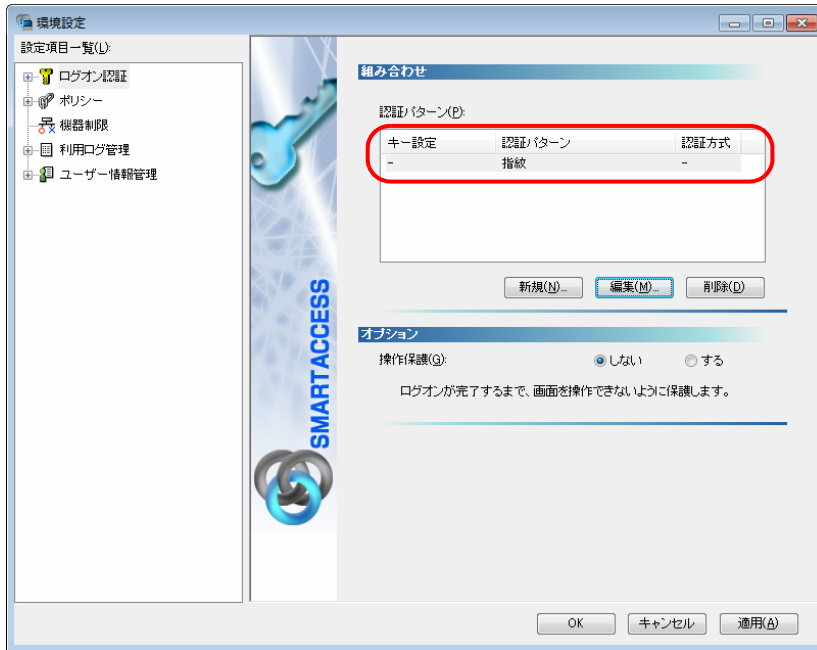 環境設定
設定項目一覧(L):
ログオン認証
ポリシー
機器制限
利用ログ管理
ユーザー情報管理
SMARTACCESS
組み合わせ
認証パターン(P):
キー設定 認証パターン 認証方式
- 指紋 -
新規(N)... 編集(M)... 削除(D)
オプション
操作保護(G): しない する
ログオンが完了するまで、画面を操作できないように保護します。
OK キャンセル 適用(A)